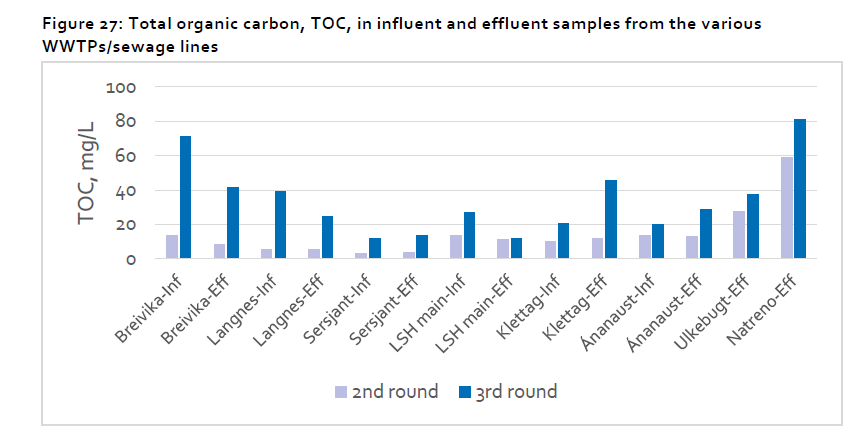 Figure 27: Total organic carbon, TOC, in influent and effluent samples from the various
WWTPs/sewage lines
100
80
60
40
20
0
TOC, mg/L
Breivika-Inf
Breivika-Eff
Langnes-Inf
Langnes-Eff
Sersjant-Inf
Sersjant-Eff
LSH main-Inf
LSH main-Eff
Klettag-Inf
Klettag-Eff
Ánanaust-Inf
Ánanaust-Eff
Ulkebugt-Eff
Natreno-Eff
2nd round
3rd round